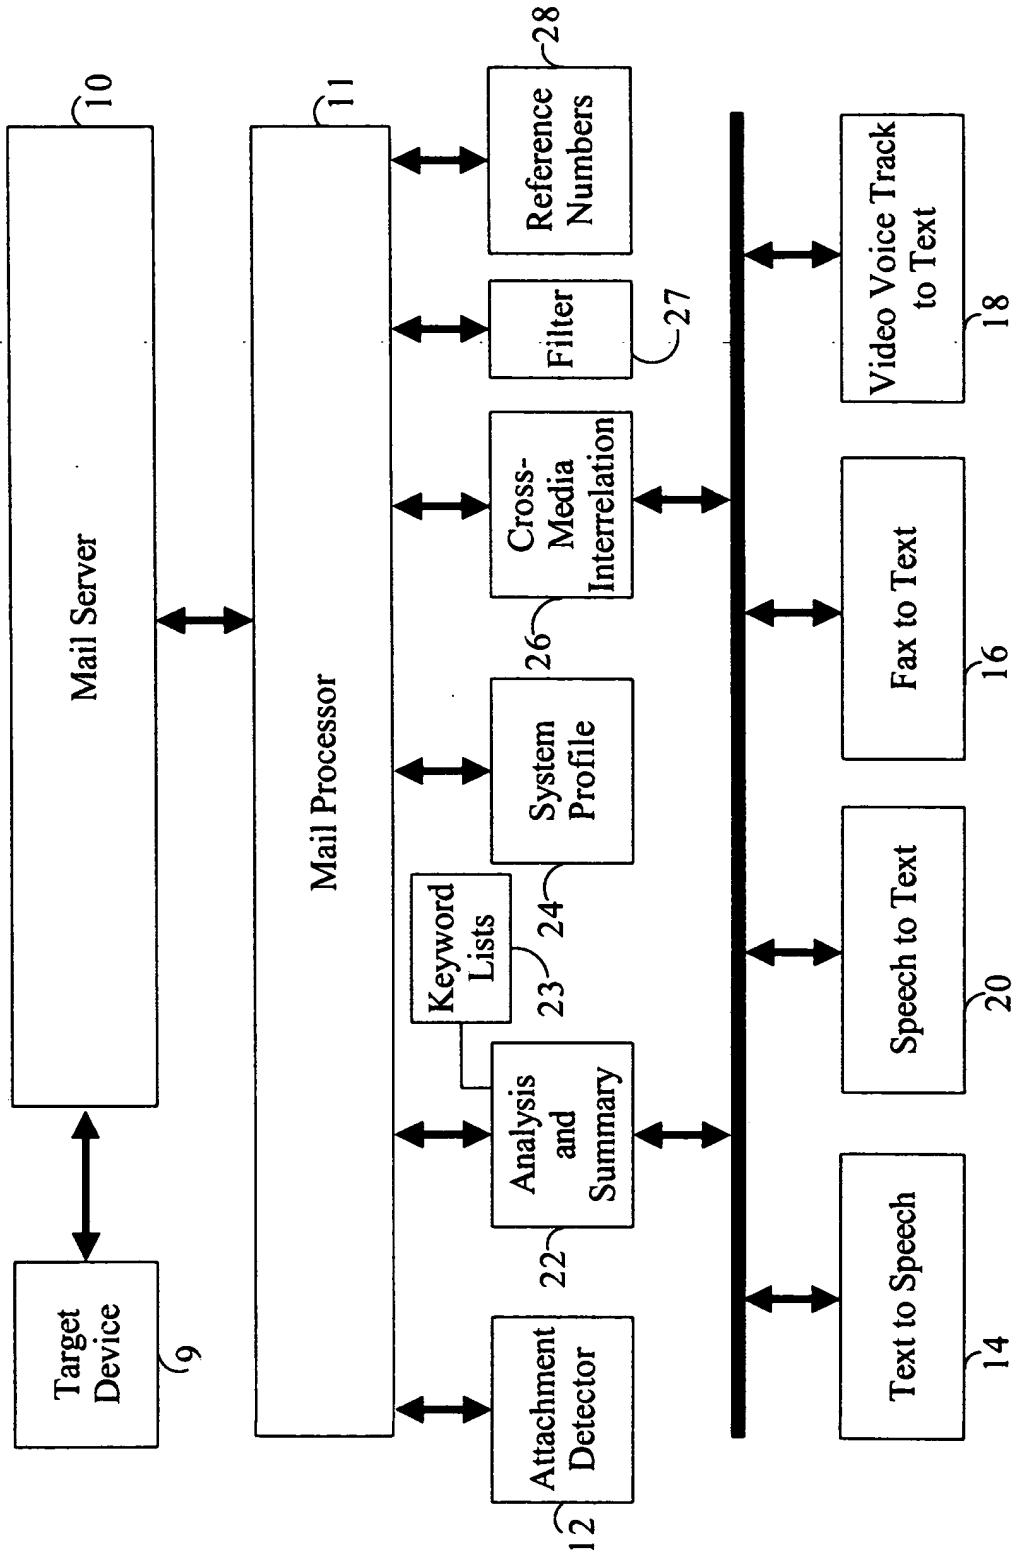 Target
Device
9
Mail Server
10
Mail Processor
11
Attachment
Detector
12
Analysis
and
Summary
22
Keyword
Lists
23
System
Profile
24
Cross-
Media
Interrelation
26
Filter
27
Reference
Numbers
28
Text to Speech
14
Speech to Text
20
Fax to Text
16
Video Voice Track
to Text
18